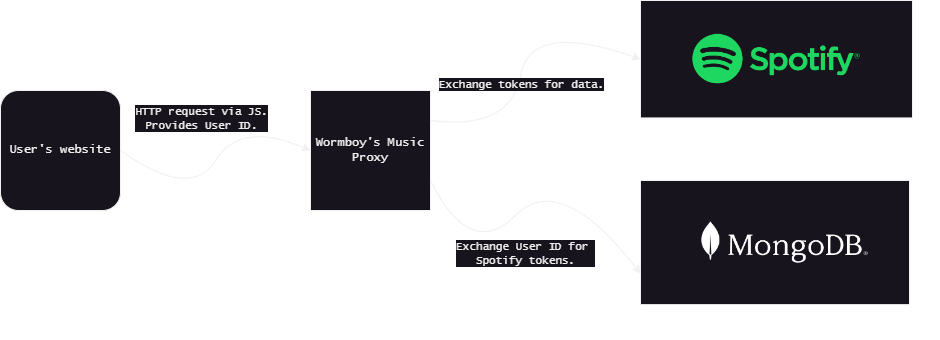 Spotify®
Exchange tokens for data.
HTTP request via JS.
Provides User ID.
User's website
Wormboy's Music
Proxy
Exchange User ID for
Spotify tokens.
MongoDB®